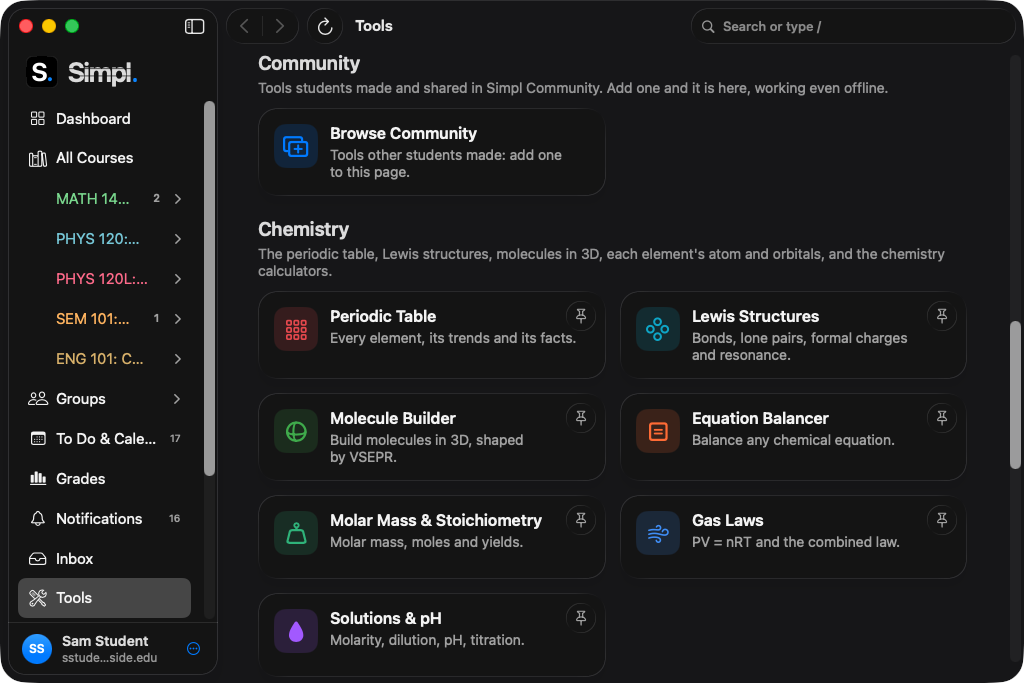 Tools
Search or type /
S.
Simpl.
Dashboard
All Courses
MATH 14...
2
PHYS 120:...
PHYS 120L:...
SEM 101:...
1
ENG 101: C...
Groups
To Do & Cale...
17
Grades
Notifications
16
Inbox
Tools
SS
Sam Student
sstude...side.edu
Community
Tools students made and shared in Simpl Community. Add one and it is here, working even offline.
Browse Community
Tools other students made: add one
to this page.
Chemistry
The periodic table, Lewis structures, molecules in 3D, each element's atom and orbitals, and the chemistry
calculators.
Periodic Table
Every element, its trends and its facts.
Lewis Structures
Bonds, lone pairs, formal charges
and resonance.
Molecule Builder
Build molecules in 3D, shaped
by VSEPR.
Equation Balancer
Balance any chemical equation.
Molar Mass & Stoichiometry
Molar mass, moles and yields.
Gas Laws
PV = nRT and the combined law.
Solutions & pH
Molarity, dilution, pH, titration.